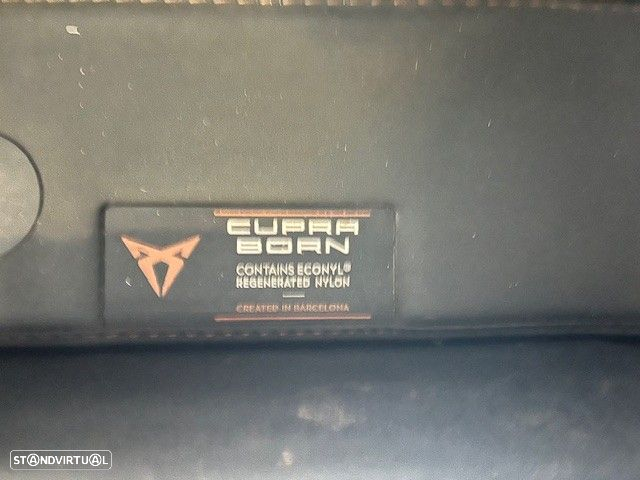 CUPRA
BORN
CONTAINS ECONYL®
REGENERATED NYLON
CREATED IN BARCELONA
STANDVIRTUAL